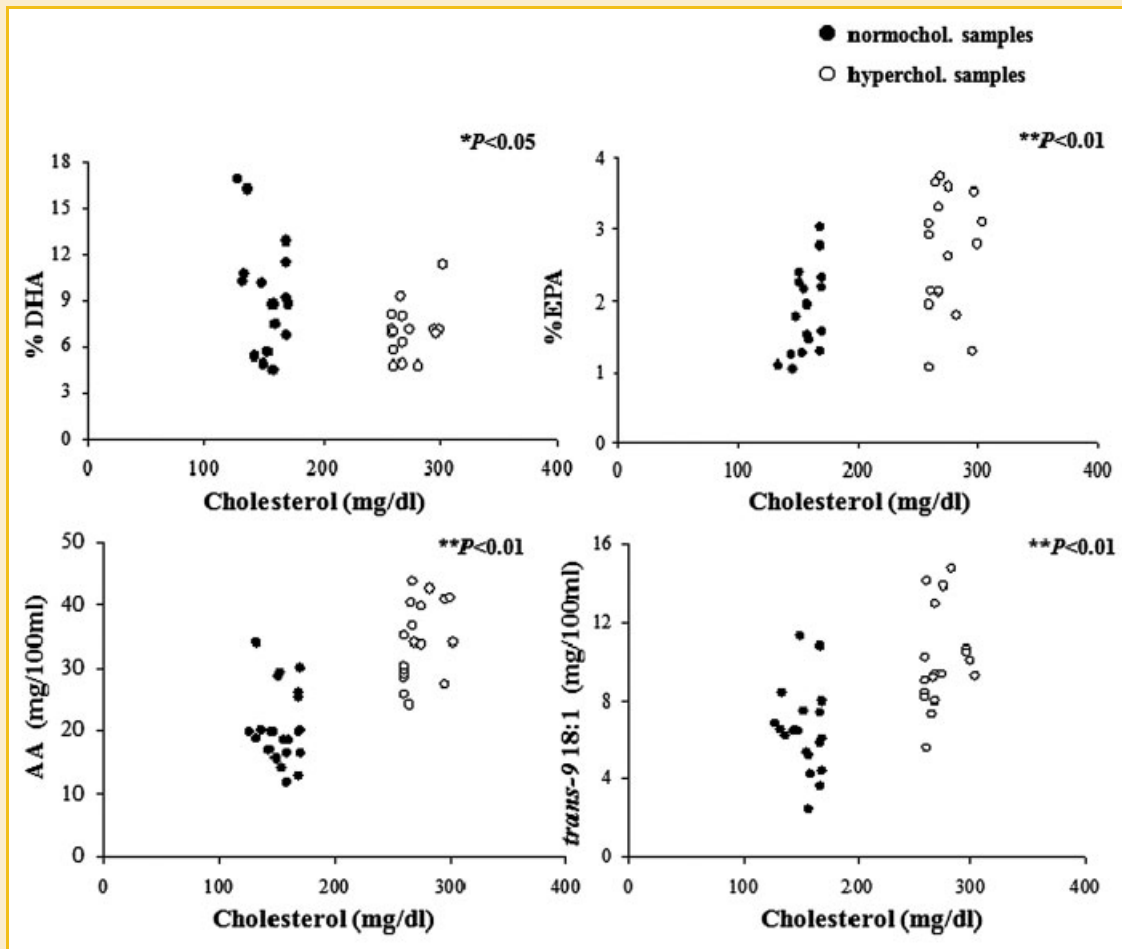 normochol. samples
hyperchol. samples
*P<0.05
18
15
12
9
6
3
0
% DHA
0 100 200 300 400
Cholesterol (mg/dl)
**P<0.01
4
3
2
1
0
%EPA
0 100 200 300 400
Cholesterol (mg/dl)
**P<0.01
50
40
30
20
10
0
AA (mg/100ml)
0 100 200 300 400
Cholesterol (mg/dl)
**P<0.01
16
12
8
4
0
trans-9 18:1 (mg/100ml)
0 100 200 300 400
Cholesterol (mg/dl)